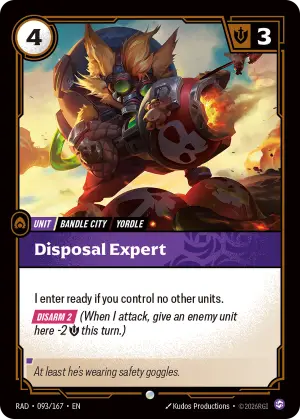 4
3
UNIT BANDLE CITY YORDLE
Disposal Expert
I enter ready if you control no other units.
DISARM 2 (When I attack, give an enemy unit
here -2 this turn.)
At least he's wearing safety goggles.
RAD • 093/167 • EN Kudos Productions • ©2026RGI